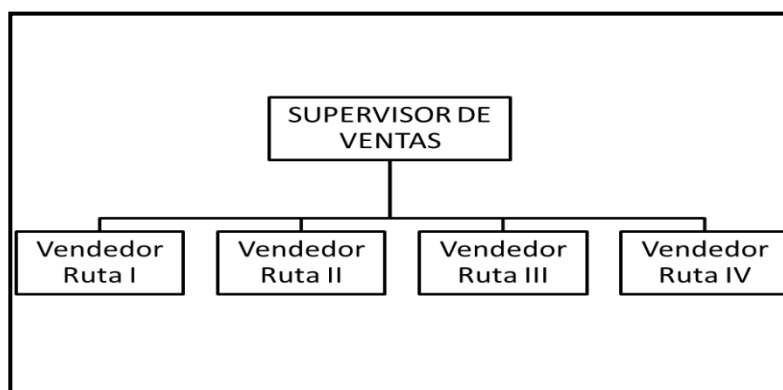 SUPERVISOR DE
VENTAS
Vendedor
Ruta I
Vendedor
Ruta II
Vendedor
Ruta III
Vendedor
Ruta IV